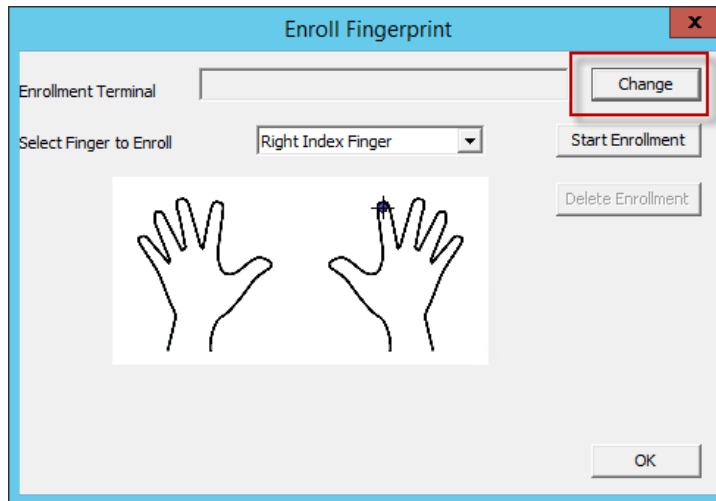 Enroll Fingerprint
x
Enrollment Terminal
Change
Select Finger to Enroll
Right Index Finger
Start Enrollment
Delete Enrollment
OK